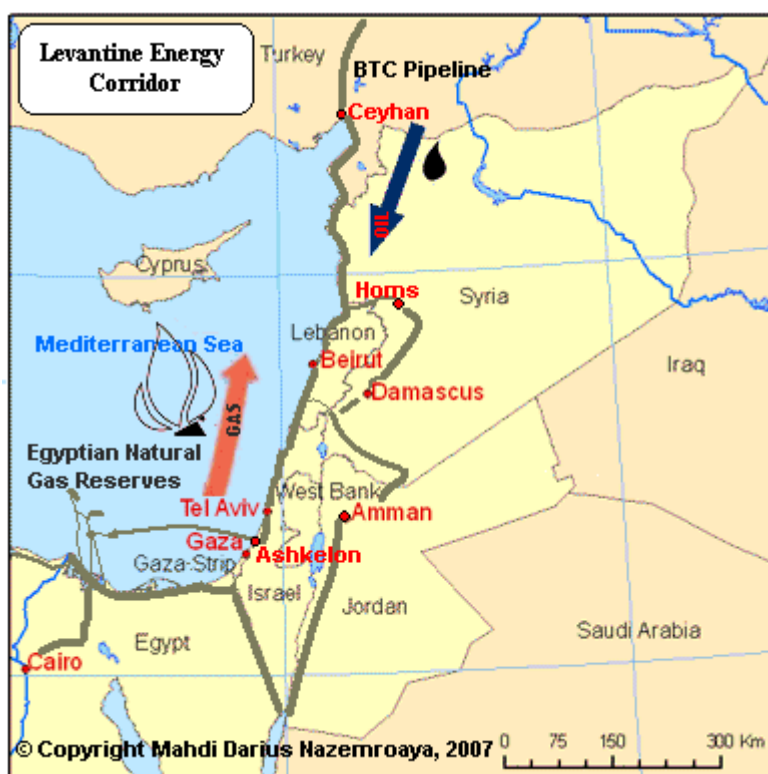 Levantine Energy
Corridor
Turkey
BTC Pipeline
Ceyhan
OIL
Cyprus
Homs
Syria
Lebanon
Mediterranean Sea
Beirut
Iraq
Damascus
GAS
Egyptian Natural
Gas Reserves
West Bank
Tel Aviv
Amman
Gaza
Ashkelon
Gaza-Strip
Israel
Jordan
Egypt
Saudi Arabia
Cairo
© Copyright Mahdi Darius Nazemroaya, 2007
0 75 150 300 Km